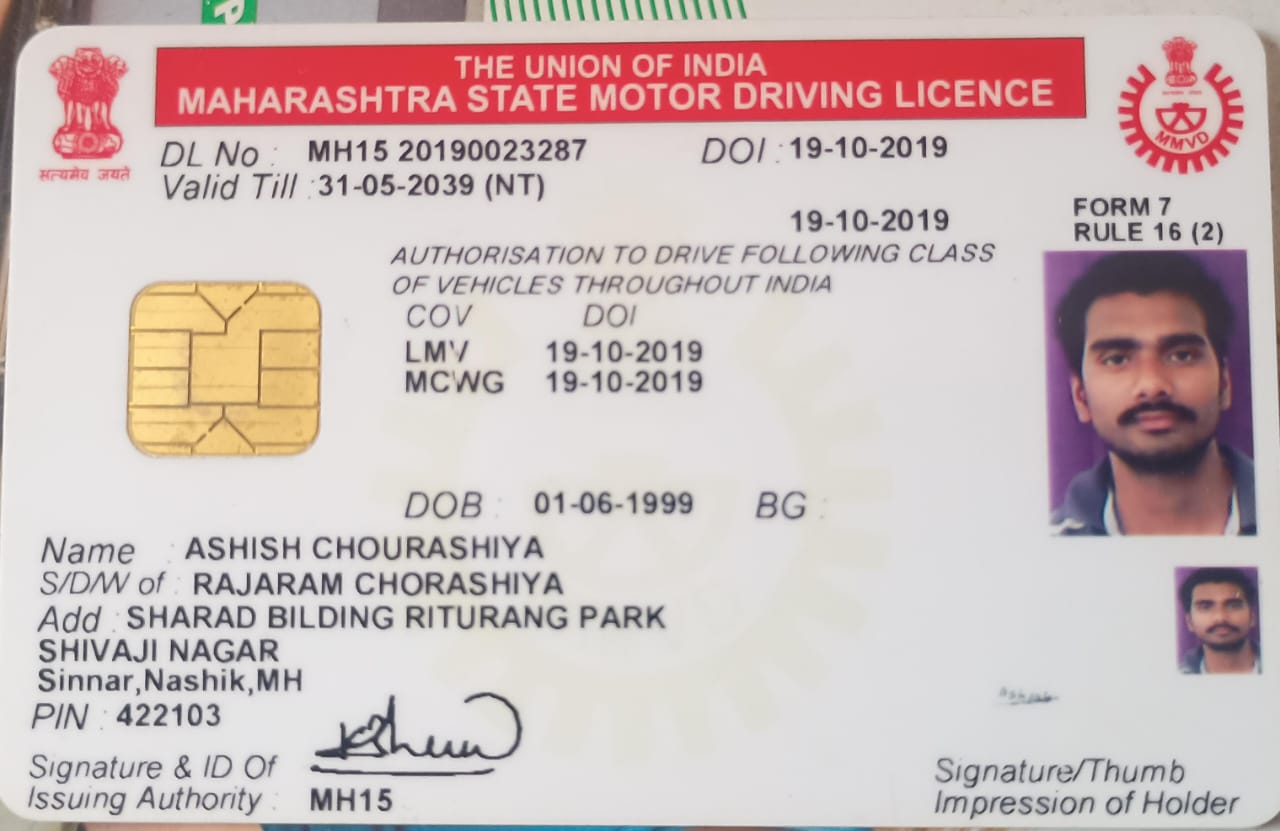 THE UNION OF INDIA
MAHARASHTRA STATE MOTOR DRIVING LICENCE
सत्यमेव जयते
MMVD
DL No : MH15 20190023287 DOI : 19-10-2019
Valid Till : 31-05-2039 (NT)
19-10-2019
FORM 7
RULE 16 (2)
AUTHORISATION TO DRIVE FOLLOWING CLASS
OF VEHICLES THROUGHOUT INDIA
COV DOI
LMV 19-10-2019
MCWG 19-10-2019
DOB : 01-06-1999 BG :
Name : ASHISH CHOURASHIYA
S/D/W of : RAJARAM CHORASHIYA
Add : SHARAD BILDING RITURANG PARK
SHIVAJI NAGAR
Sinnar,Nashik,MH
PIN : 422103
Signature & ID Of
Issuing Authority : MH15
Signature/Thumb
Impression of Holder